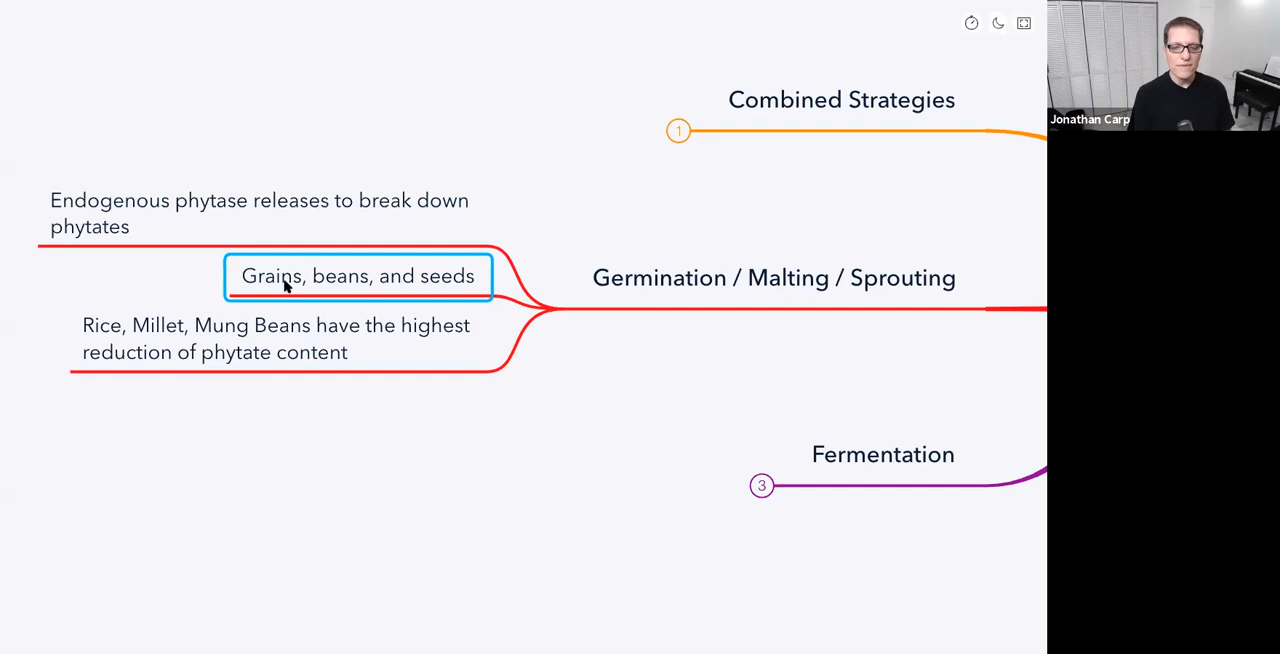 Combined Strategies
1
Endogenous phytase releases to break down
phytates
Grains, beans, and seeds
Rice, Millet, Mung Beans have the highest
reduction of phytate content
Germination / Malting / Sprouting
Fermentation
3
Jonathan Carp